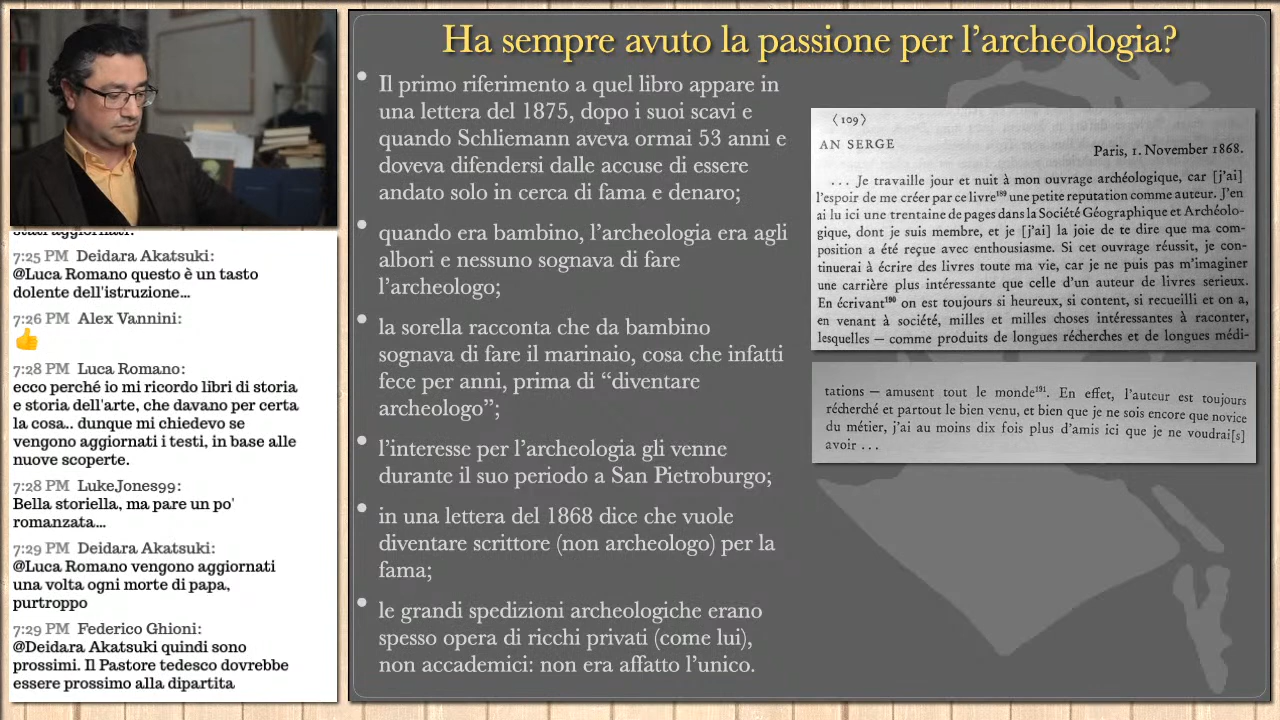 Ha sempre avuto la passione per l'archeologia?
• Il primo riferimento a quel libro appare in
una lettera del 1875, dopo i suoi scavi e
quando Schliemann aveva ormai 53 anni e
doveva difendersi dalle accuse di essere
andato solo in cerca di fama e denaro;
• quando era bambino, l'archeologia era agli
albori e nessuno sognava di fare
l'archeologo;
• la sorella racconta che da bambino
sognava di fare il marinaio, cosa che infatti
fece per anni, prima di “diventare
archeologo”;
• l'interesse per l'archeologia gli venne
durante il suo periodo a San Pietroburgo;
• in una lettera del 1868 dice che vuole
diventare scrittore (non archeologo) per la
fama;
• le grandi spedizioni archeologiche erano
spesso opera di ricchi privati (come lui),
non accademici: non era affatto l'unico.
⟨109⟩
AN SERGE
Paris, 1. November 1868.
... Je travaille jour et nuit à mon ouvrage archéologique, car [j'ai]
l'espoir de me créer par ce livre¹⁸⁹ une petite reputation comme auteur. J'en
ai lu ici une trentaine de pages dans la Société Géographique et Archéolo-
gique, dont je suis membre, et je [j'ai] la joie de te dire que ma com-
position a été reçue avec enthousiasme. Si cet ouvrage réussit, je con-
tinuerai à écrire des livres toute ma vie, car je ne puis pas m'imaginer
une carrière plus intéressante que celle d'un auteur de livres serieux.
En écrivant¹⁹⁰ on est toujours si heureux, si content, si recueilli et on a,
en venant à société, milles et milles choses intéressantes à raconter,
lesquelles — comme produits de longues récherches et de longues médi-
tations — amusent tout le monde¹⁹¹. En effet, l'auteur est toujours
récherché et partout le bien venu, et bien que je ne sois encore que novice
du métier, j'ai au moins dix fois plus d'amis ici que je ne voudrai[s]
avoir ...
stati aggiornati.
7:25 PM Deidara Akatsuki:
@Luca Romano questo è un tasto
dolente dell'istruzione...
7:26 PM Alex Vannini:
👍
7:28 PM Luca Romano:
ecco perché io mi ricordo libri di storia
e storia dell'arte, che davano per certa
la cosa.. dunque mi chiedevo se
vengono aggiornati i testi, in base alle
nuove scoperte.
7:28 PM LukeJones99:
Bella storiella, ma pare un po'
romanzata...
7:29 PM Deidara Akatsuki:
@Luca Romano vengono aggiornati
una volta ogni morte di papa,
purtroppo
7:29 PM Federico Ghioni:
@Deidara Akatsuki quindi sono
prossimi. Il Pastore tedesco dovrebbe
essere prossimo alla dipartita